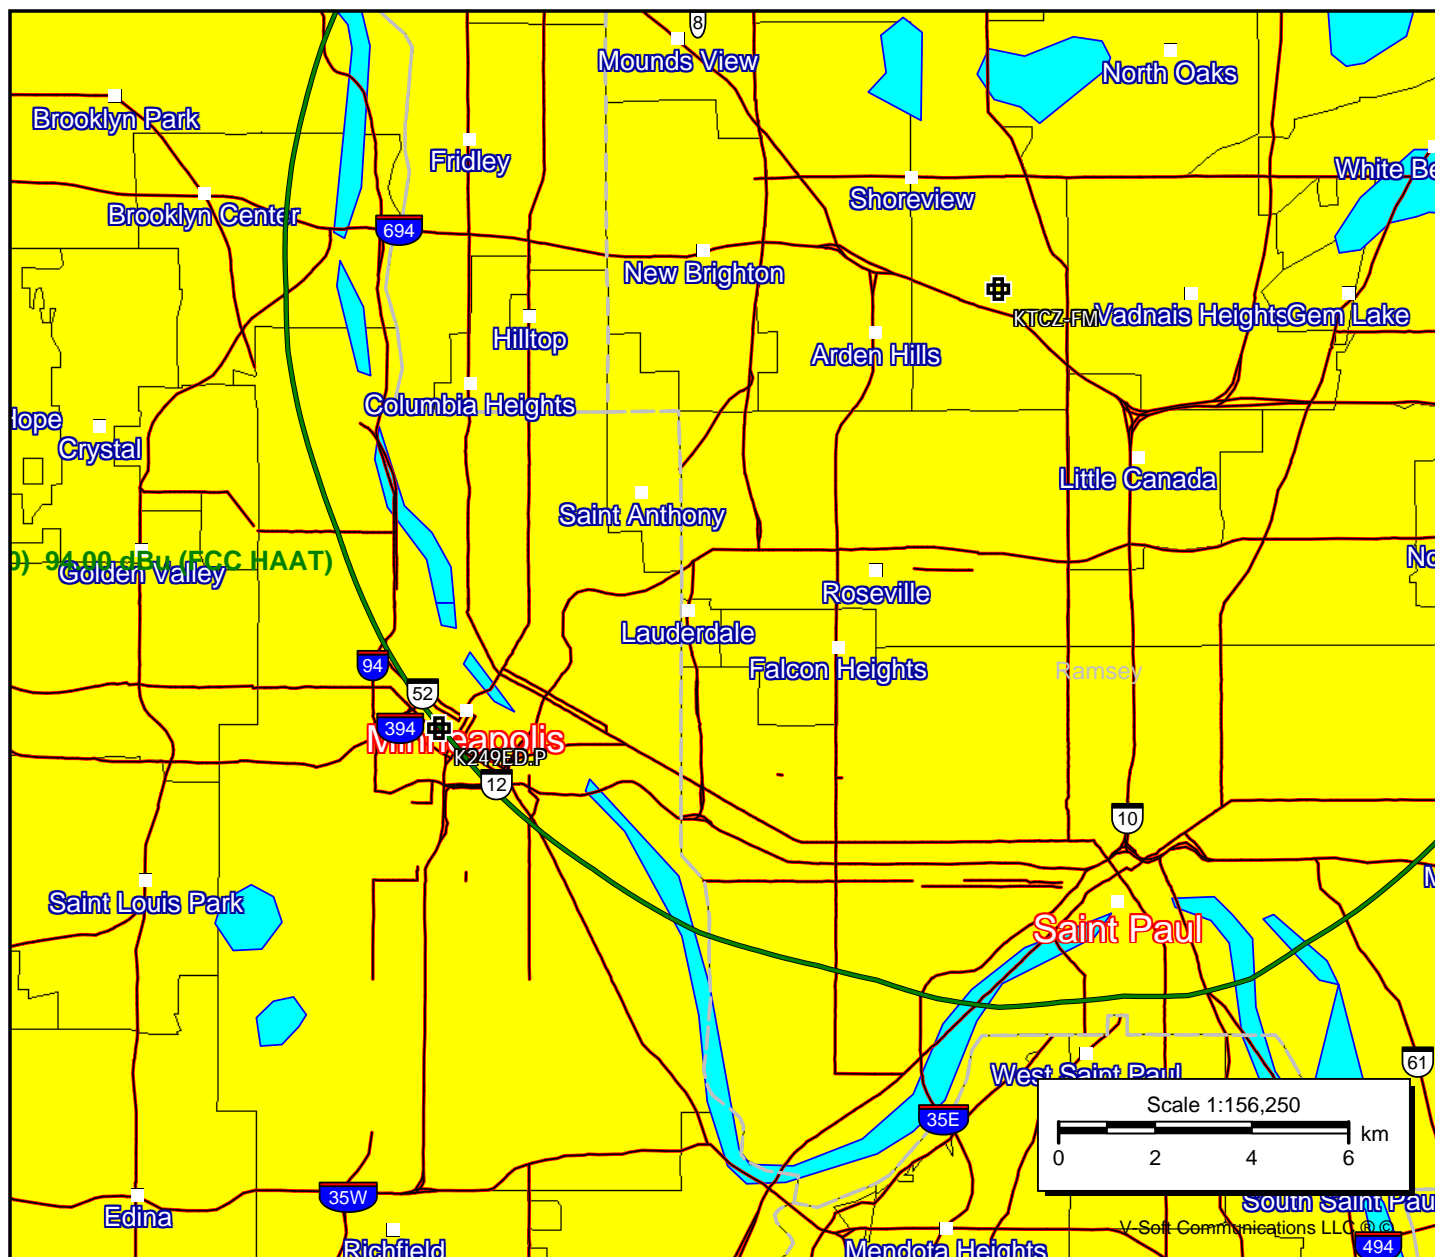 8
Mounds View
North Oaks
Brooklyn Park
Fridley
White Be
Shoreview
Brooklyn Center
694
New Brighton
KTCZ-FM
Vadnais Heights
Gem Lake
Hilltop
Arden Hills
Columbia Heights
Hope
Crystal
Little Canada
Saint Anthony
0) 94.00 dBu (FCC HAAT)
Golden Valley
No
Roseville
Lauderdale
94
Falcon Heights
Ramsey
52
394
Minneapolis
K249ED.P
12
10
Saint Louis Park
M
Saint Paul
West Saint Paul
61
Scale 1:156,250
km
0 2 4 6
35E
35W
Edina
South Saint Pau
V-Soft Communications LLC ® ©
Richfield
Mendota Heights
494